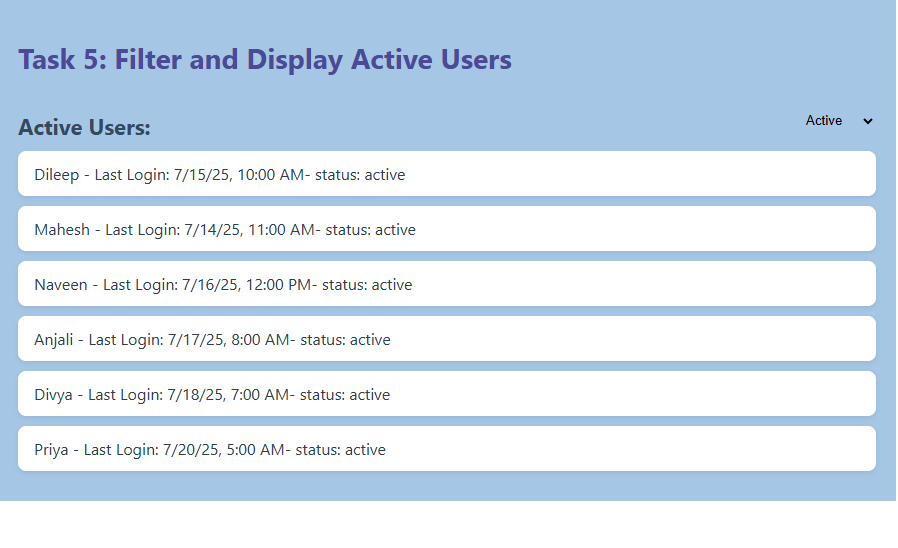 Task 5: Filter and Display Active Users
Active Users:
Active
Dileep - Last Login: 7/15/25, 10:00 AM- status: active
Mahesh - Last Login: 7/14/25, 11:00 AM- status: active
Naveen - Last Login: 7/16/25, 12:00 PM- status: active
Anjali - Last Login: 7/17/25, 8:00 AM- status: active
Divya - Last Login: 7/18/25, 7:00 AM- status: active
Priya - Last Login: 7/20/25, 5:00 AM- status: active